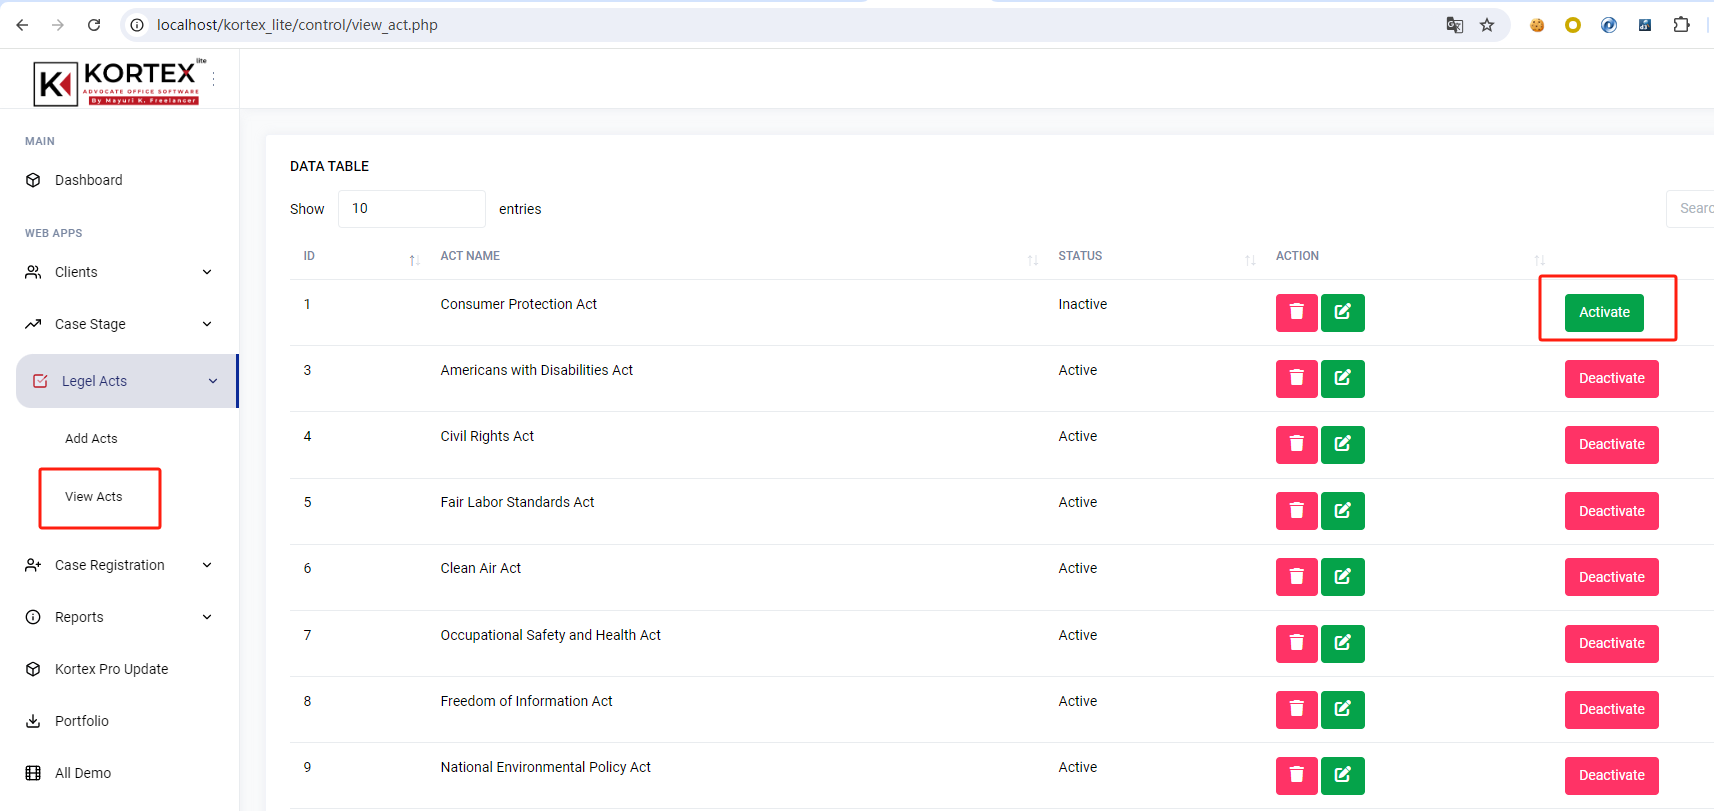 localhost/kortex_lite/control/view_act.php
KORTEX lite
ADVOCATE OFFICE SOFTWARE
By Mayuri K. Freelancer
MAIN
Dashboard
WEB APPS
Clients
Case Stage
Legel Acts
Add Acts
View Acts
Case Registration
Reports
Kortex Pro Update
Portfolio
All Demo
DATA TABLE
Show 10 entries
Searc
ID ACT NAME STATUS ACTION
1 Consumer Protection Act Inactive Activate
3 Americans with Disabilities Act Active Deactivate
4 Civil Rights Act Active Deactivate
5 Fair Labor Standards Act Active Deactivate
6 Clean Air Act Active Deactivate
7 Occupational Safety and Health Act Active Deactivate
8 Freedom of Information Act Active Deactivate
9 National Environmental Policy Act Active Deactivate